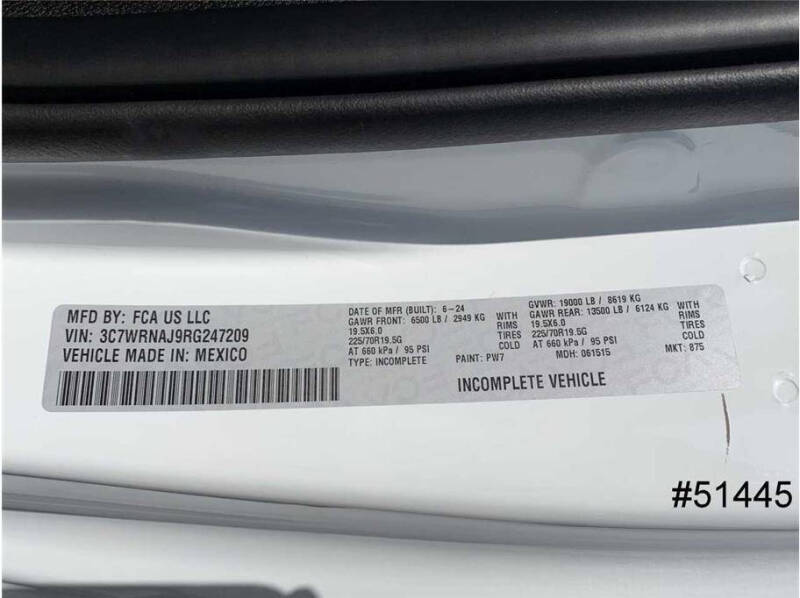 MFD BY: FCA US LLC
VIN: 3C7WRNAJ9RG247209
VEHICLE MADE IN: MEXICO
DATE OF MFR (BUILT): 6-24
GAWR FRONT: 6500 LB / 2949 KG WITH
19.5X6.0 RIMS
225/70R19.5G TIRES
AT 660 kPa / 95 PSI COLD
TYPE: INCOMPLETE
PAINT: PW7
GVWR: 19000 LB / 8619 KG
GAWR REAR: 13500 LB / 6124 KG WITH
19.5X6.0 RIMS
225/70R19.5G TIRES
AT 660 kPa / 95 PSI COLD
MDH: 061515
MKT: 875
INCOMPLETE VEHICLE
#51445